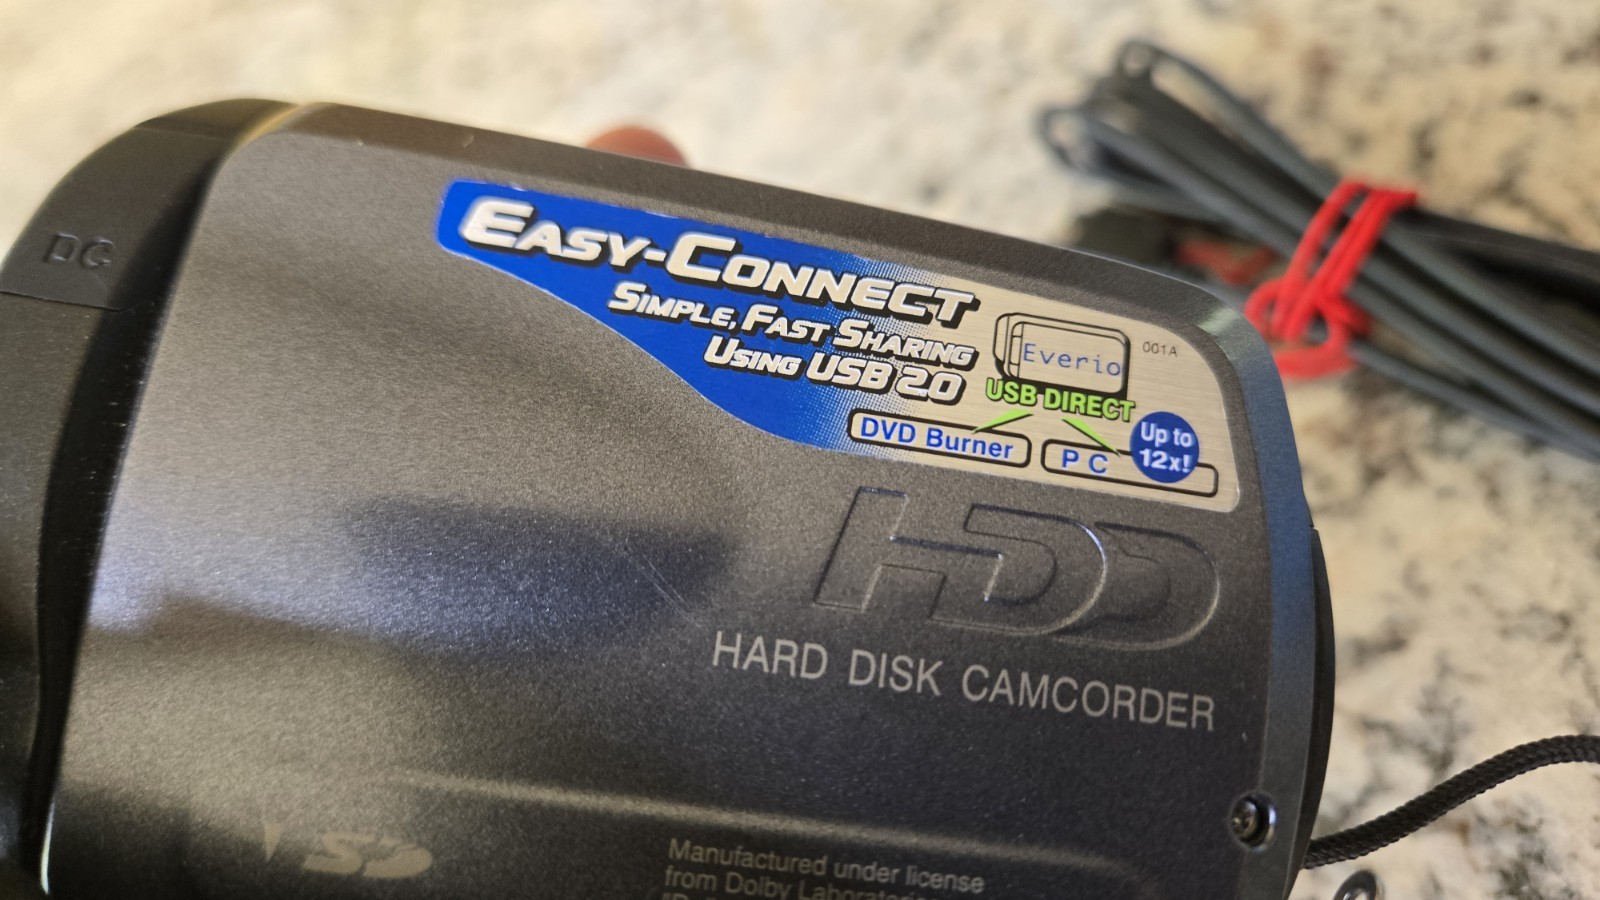 DC
EASY-CONNECT
SIMPLE, FAST SHARING
USING USB 2.0
Everio
001A
USB DIRECT
DVD Burner
PC
Up to
12x!
HDD
HARD DISK CAMCORDER
SD
Manufactured under license
from Dolby